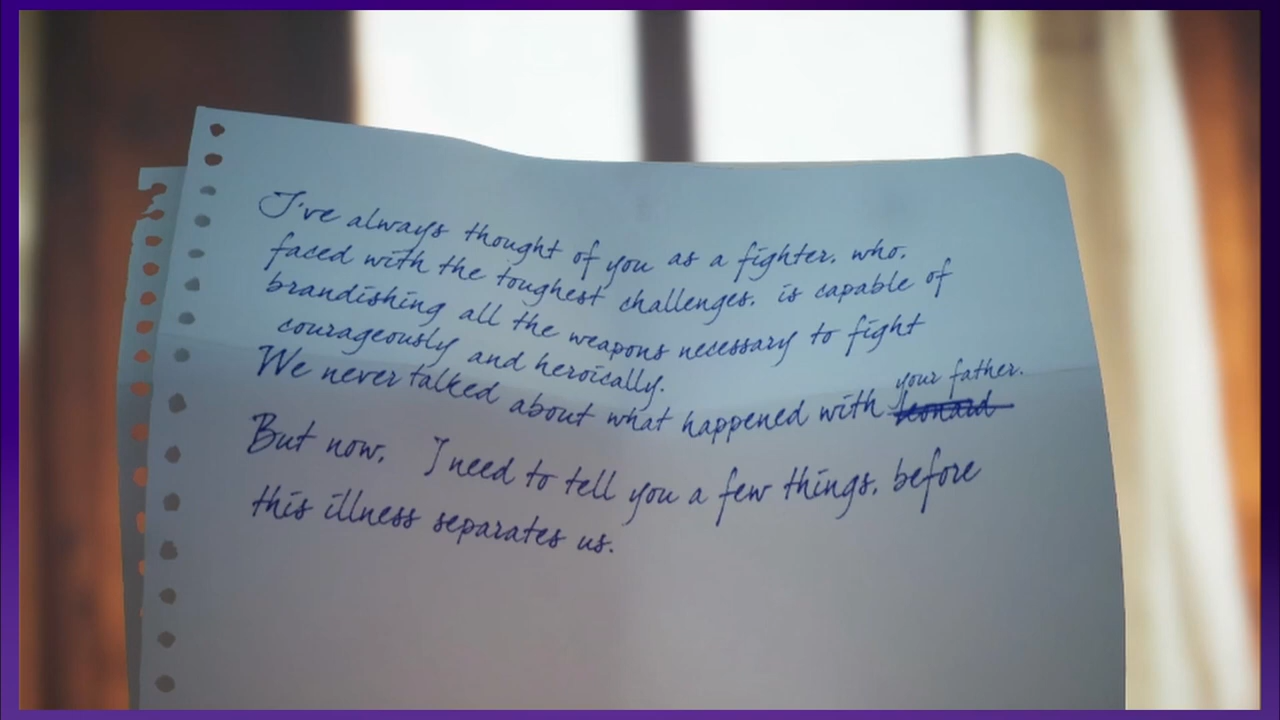 I've always thought of you as a fighter, who,
faced with the toughest challenges, is capable of
brandishing all the weapons necessary to fight
courageously and heroically.
your father.
We never talked about what happened with leonard
But now, I need to tell you a few things, before
this illness separates us.